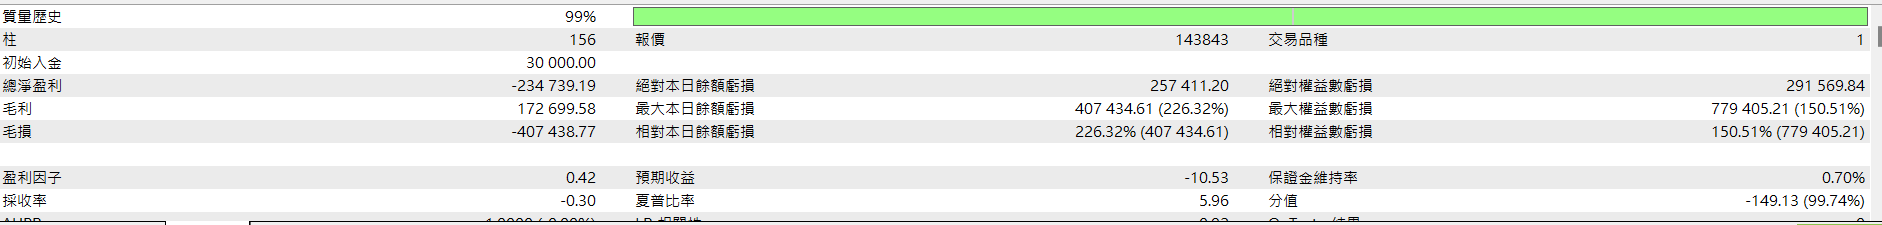 質量歷史 99%
柱 156 報價 143843 交易品種 1
初始入金 30 000.00
總淨盈利 -234 739.19 絕對本日餘額虧損 257 411.20 絕對權益數虧損 291 569.84
毛利 172 699.58 最大本日餘額虧損 407 434.61 (226.32%) 最大權益數虧損 779 405.21 (150.51%)
毛損 -407 438.77 相對本日餘額虧損 226.32% (407 434.61) 相對權益數虧損 150.51% (779 405.21)
盈利因子 0.42 預期收益 -10.53 保證金維持率 0.70%
採收率 -0.30 夏普比率 5.96 分值 -149.13 (99.74%)